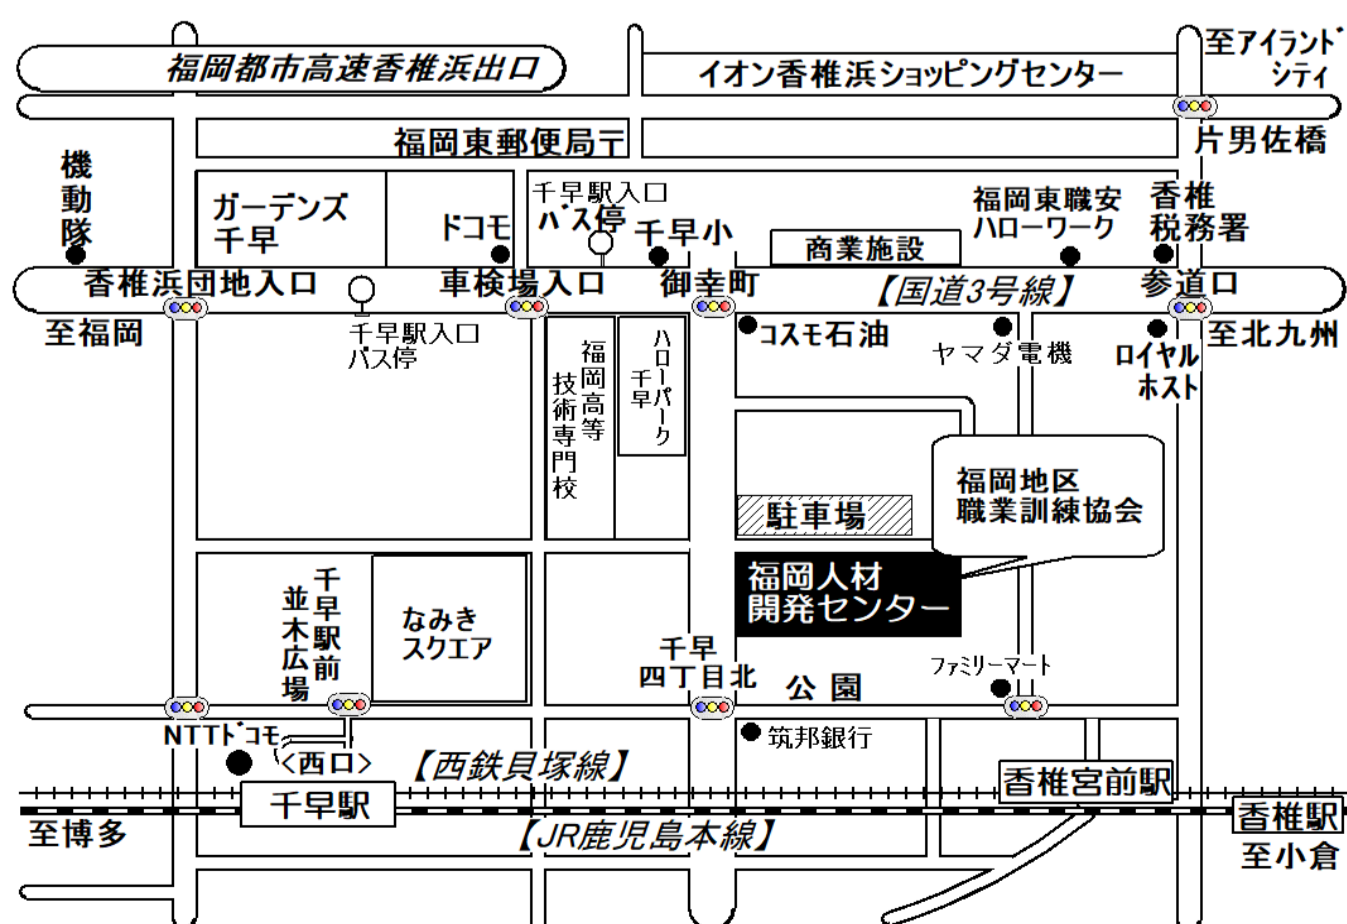 福岡都市高速香椎浜出口
イオン香椎浜ショッピングセンター
至アイランド
シティ
片男佐橋
福岡東郵便局〒
機動隊
ガーデンズ
千早
ドコモ
千早駅入口
バス停
千早小
商業施設
福岡東職安
ハローワーク
香椎
税務署
香椎浜団地入口
車検場入口
御幸町
【国道3号線】
参道口
至福岡
千早駅入口
バス停
福岡高等
技術専門校
ハローパーク
千早
コスモ石油
ヤマダ電機
ロイヤル
ホスト
至北九州
福岡地区
職業訓練協会
駐車場
福岡人材
開発センター
千早駅前
並木広場
なみき
スクエア
千早
四丁目北
公園
ファミリーマート
NTTドコモ
<西口>
【西鉄貝塚線】
筑邦銀行
千早駅
香椎宮前駅
香椎駅
至博多
【JR鹿児島本線】
至小倉